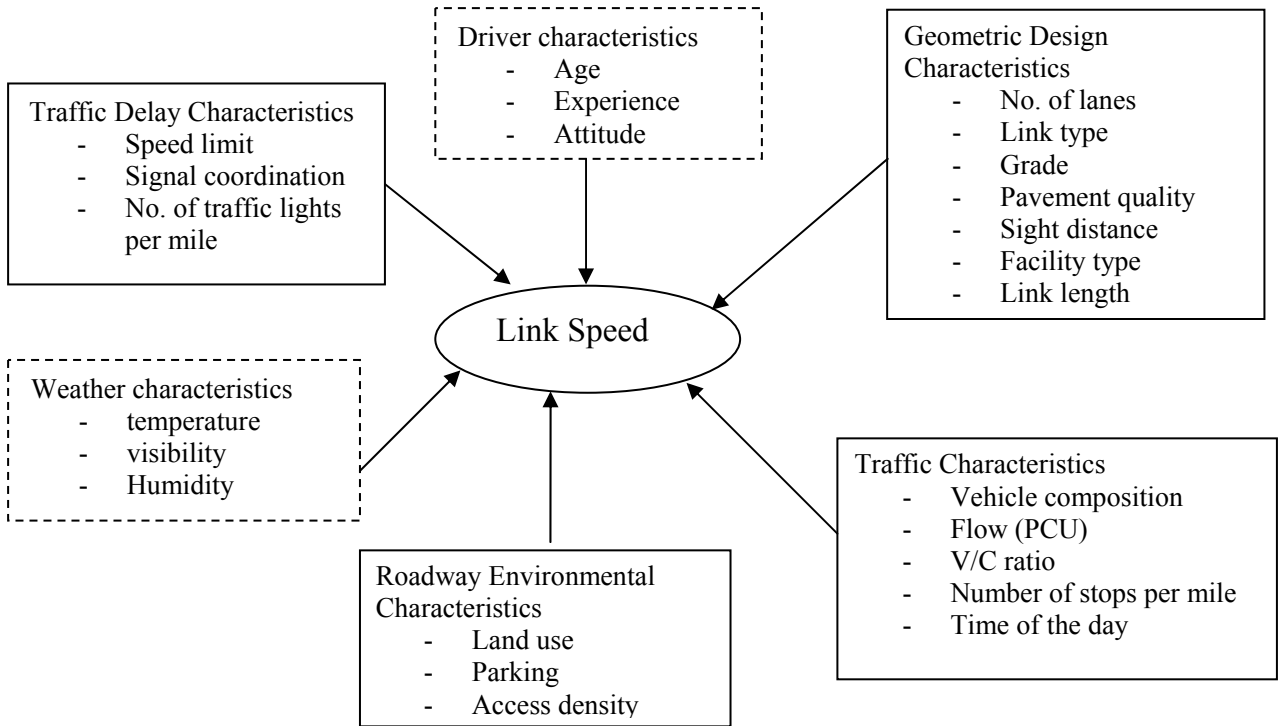 Driver characteristics
- Age
- Experience
- Attitude
Geometric Design
Characteristics
- No. of lanes
- Link type
- Grade
- Pavement quality
- Sight distance
- Facility type
- Link length
Traffic Delay Characteristics
- Speed limit
- Signal coordination
- No. of traffic lights
per mile
Link Speed
Weather characteristics
- temperature
- visibility
- Humidity
Traffic Characteristics
- Vehicle composition
- Flow (PCU)
- V/C ratio
- Number of stops per mile
- Time of the day
Roadway Environmental
Characteristics
- Land use
- Parking
- Access density